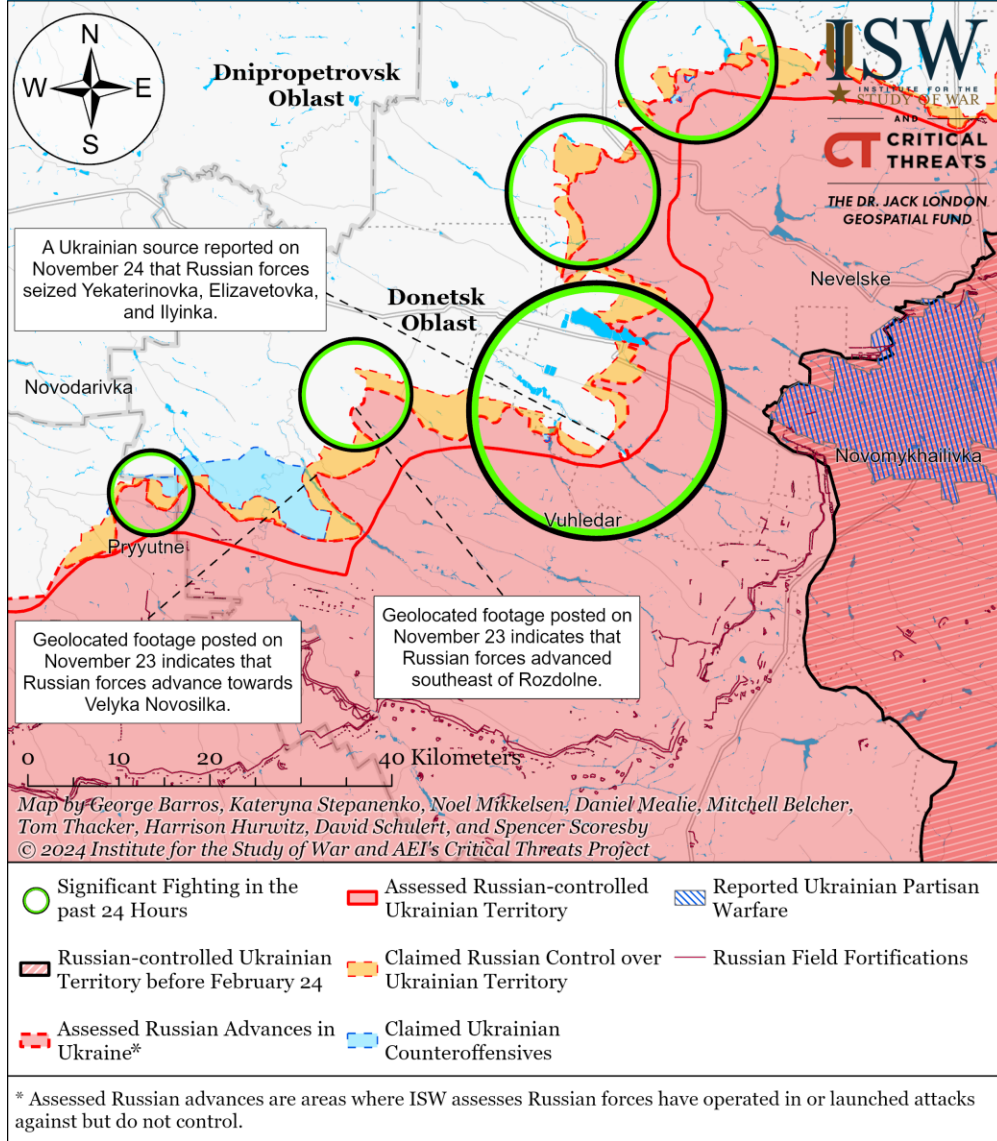 N
W E
S
Dnipropetrovsk
Oblast
ISW
INSTITUTE FOR THE
STUDY OF WAR
AND
CT CRITICAL
THREATS
THE DR. JACK LONDON
GEOSPATIAL FUND
A Ukrainian source reported on
November 24 that Russian forces
seized Yekaterinovka, Elizavetovka,
and Ilyinka.
Nevelske
Donetsk
Oblast
Novodarivka
Novomykhailivka
Vuhledar
Pryyutne
Geolocated footage posted on
November 23 indicates that
Russian forces advanced
southeast of Rozdolne.
Geolocated footage posted on
November 23 indicates that
Russian forces advance towards
Velyka Novosilka.
0 10 20 40 Kilometers
Map by George Barros, Kateryna Stepanenko, Noel Mikkelsen, Daniel Mealie, Mitchell Belcher,
Tom Thacker, Harrison Hurwitz, David Schulert, and Spencer Scoresby
© 2024 Institute for the Study of War and AEI's Critical Threats Project
Significant Fighting in the
past 24 Hours
Russian-controlled Ukrainian
Territory before February 24
Assessed Russian Advances in
Ukraine*
Assessed Russian-controlled
Ukrainian Territory
Claimed Russian Control over
Ukrainian Territory
Claimed Ukrainian
Counteroffensives
Reported Ukrainian Partisan
Warfare
Russian Field Fortifications
* Assessed Russian advances are areas where ISW assesses Russian forces have operated in or launched attacks
against but do not control.